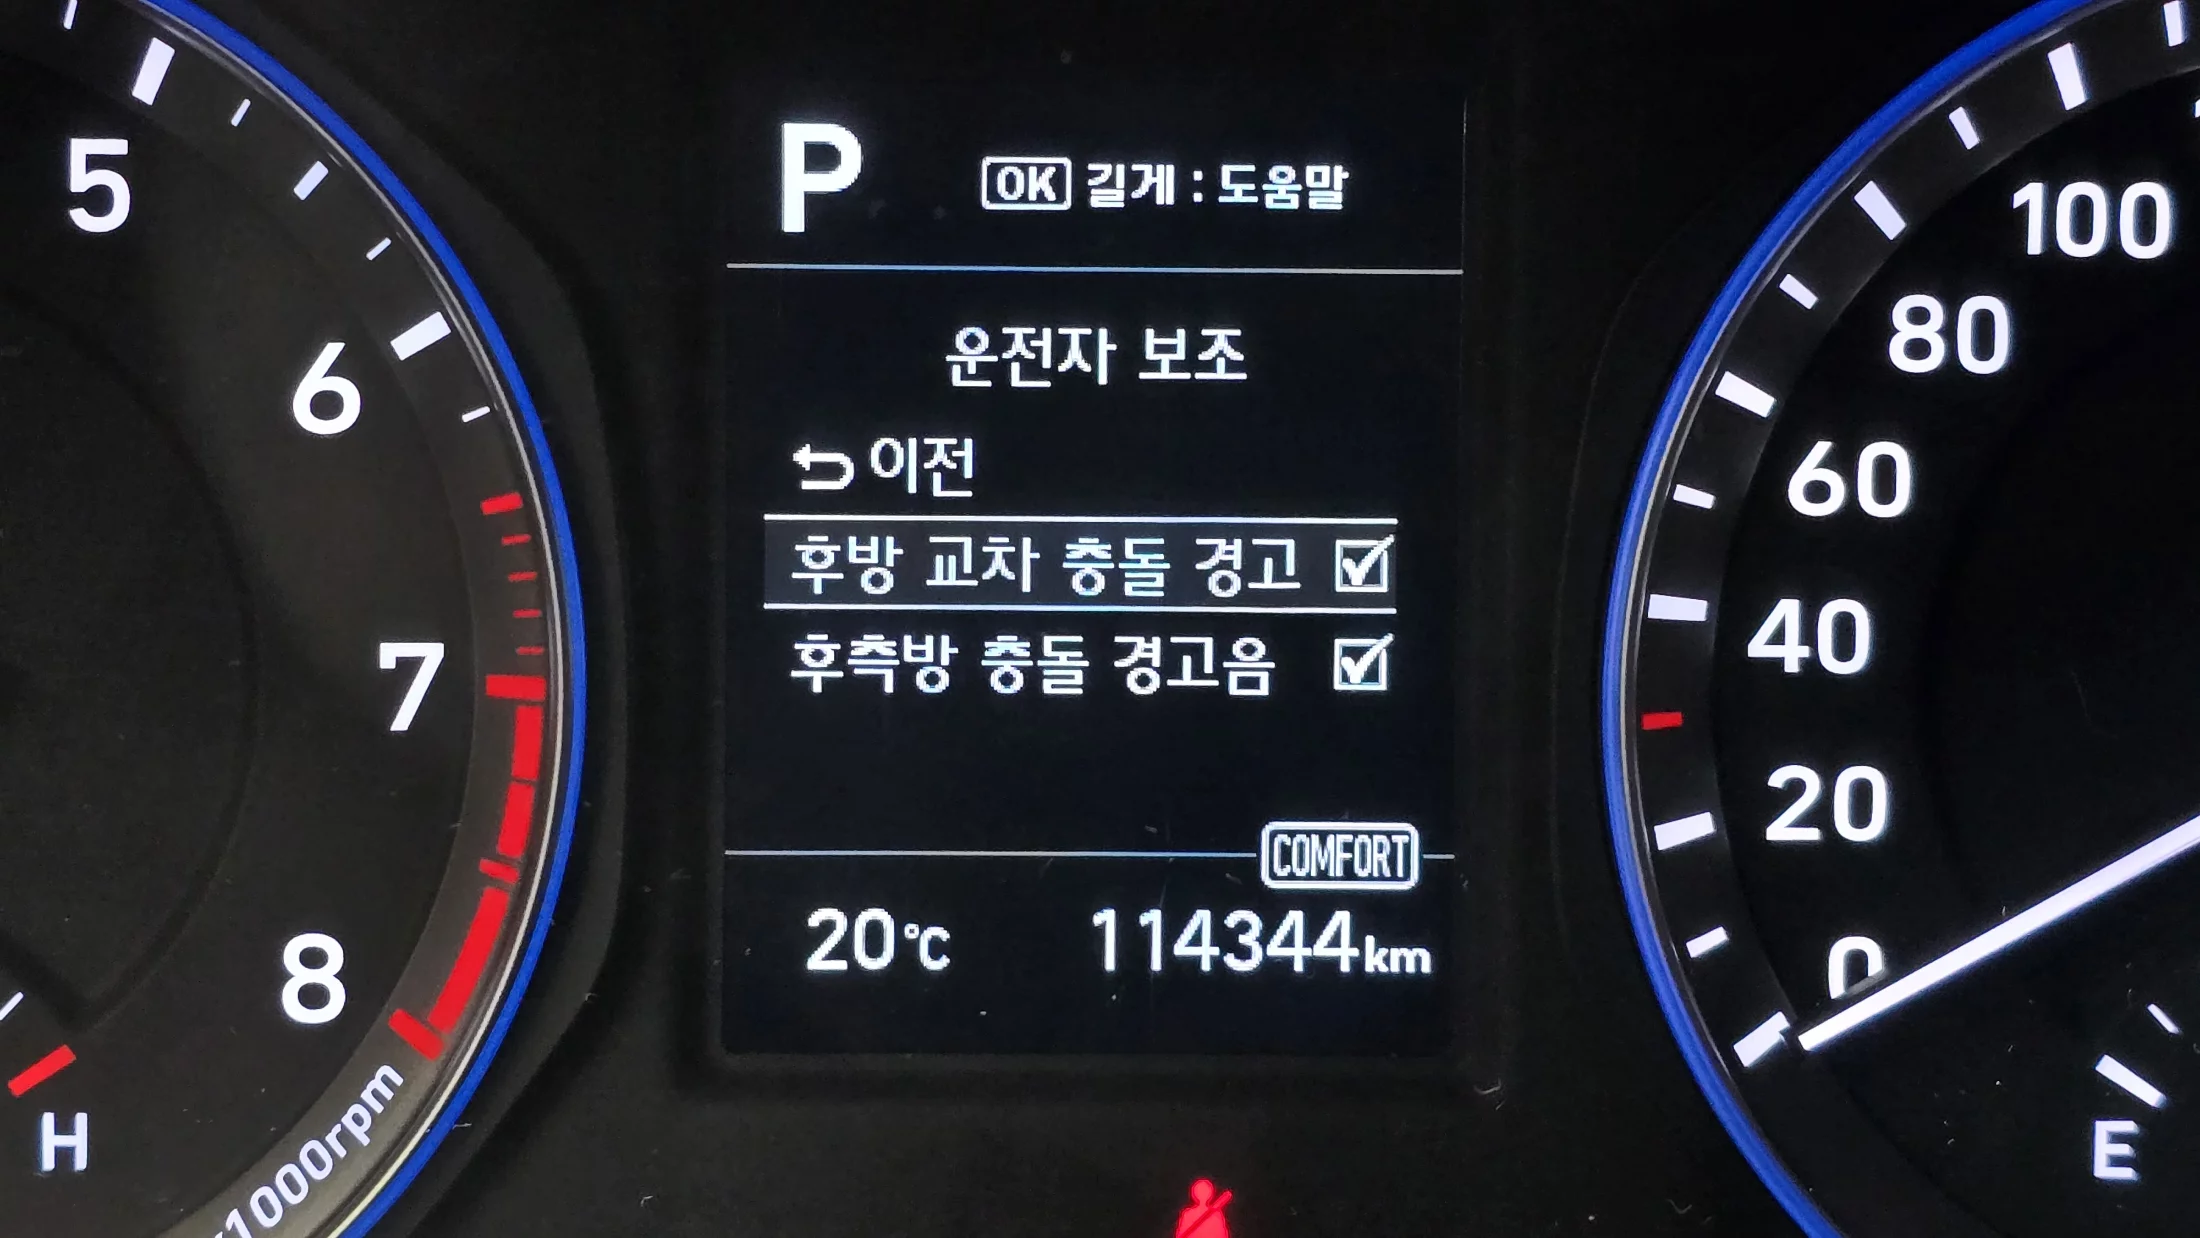 P
OK 길게 : 도움말
운전자 보조
이전
후방 교차 충돌 경고
후측방 충돌 경고음
COMFORT
20℃ 114344km
5
6
7
8
H
1000rpm
100
80
60
40
20
0
E